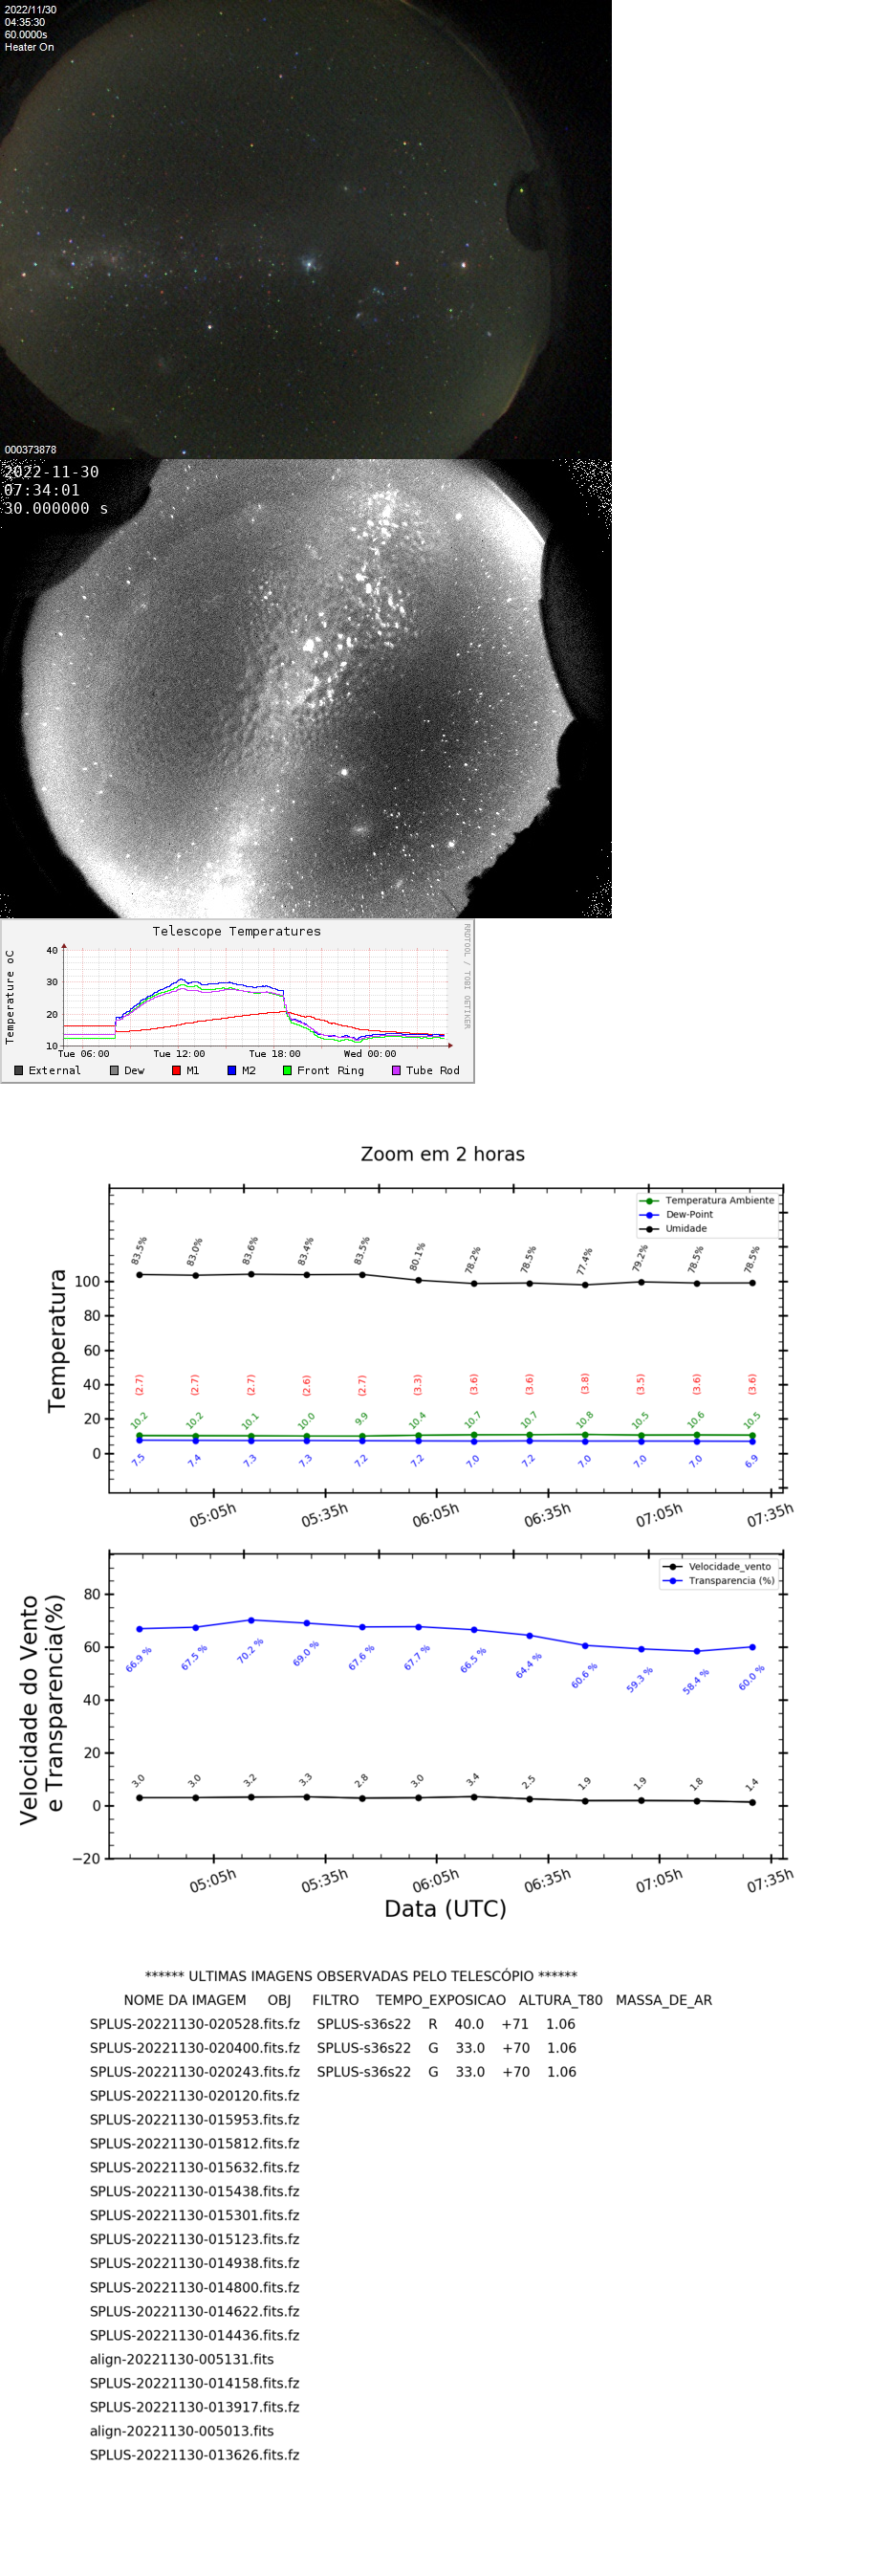 2022/11/30
04:35:30
60.0000s
Heater On
000373878
2022-11-30
07:34:01
30.000000 s
Telescope Temperatures
RRDTOOL / TOBI OETIKER
Temperature oC
40
30
20
10
Tue 06:00 Tue 12:00 Tue 18:00 Wed 00:00
External Dew M1 M2 Front Ring Tube Rod
Zoom em 2 horas
Temperatura Ambiente
Dew-Point
Umidade
83.5% 83.0% 83.6% 83.4% 83.5% 80.1% 78.2% 78.5% 77.4% 79.2% 78.5% 78.5%
Temperatura
100
80
60
40
20
0
(2.7) (2.7) (2.7) (2.6) (2.7) (3.3) (3.6) (3.6) (3.8) (3.5) (3.6) (3.6)
10.2 10.2 10.1 10.0 9.9 10.4 10.7 10.7 10.8 10.5 10.6 10.5
7.5 7.4 7.3 7.3 7.2 7.2 7.0 7.2 7.0 7.0 7.0 6.9
05:05h 05:35h 06:05h 06:35h 07:05h 07:35h
Velocidade_vento
Transparencia (%)
Velocidade do Vento
e Transparencia(%)
80
60
40
20
0
−20
66.9 % 67.5 % 70.2 % 69.0 % 67.6 % 67.7 % 66.5 % 64.4 % 60.6 % 59.3 % 58.4 % 60.0 %
3.0 3.0 3.2 3.3 2.8 3.0 3.4 2.5 1.9 1.9 1.8 1.4
05:05h 05:35h 06:05h 06:35h 07:05h 07:35h
Data (UTC)
****** ULTIMAS IMAGENS OBSERVADAS PELO TELESCÓPIO ******
NOME DA IMAGEM OBJ FILTRO TEMPO_EXPOSICAO ALTURA_T80 MASSA_DE_AR
SPLUS-20221130-020528.fits.fz SPLUS-s36s22 R 40.0 +71 1.06
SPLUS-20221130-020400.fits.fz SPLUS-s36s22 G 33.0 +70 1.06
SPLUS-20221130-020243.fits.fz SPLUS-s36s22 G 33.0 +70 1.06
SPLUS-20221130-020120.fits.fz
SPLUS-20221130-015953.fits.fz
SPLUS-20221130-015812.fits.fz
SPLUS-20221130-015632.fits.fz
SPLUS-20221130-015438.fits.fz
SPLUS-20221130-015301.fits.fz
SPLUS-20221130-015123.fits.fz
SPLUS-20221130-014938.fits.fz
SPLUS-20221130-014800.fits.fz
SPLUS-20221130-014622.fits.fz
SPLUS-20221130-014436.fits.fz
align-20221130-005131.fits
SPLUS-20221130-014158.fits.fz
SPLUS-20221130-013917.fits.fz
align-20221130-005013.fits
SPLUS-20221130-013626.fits.fz